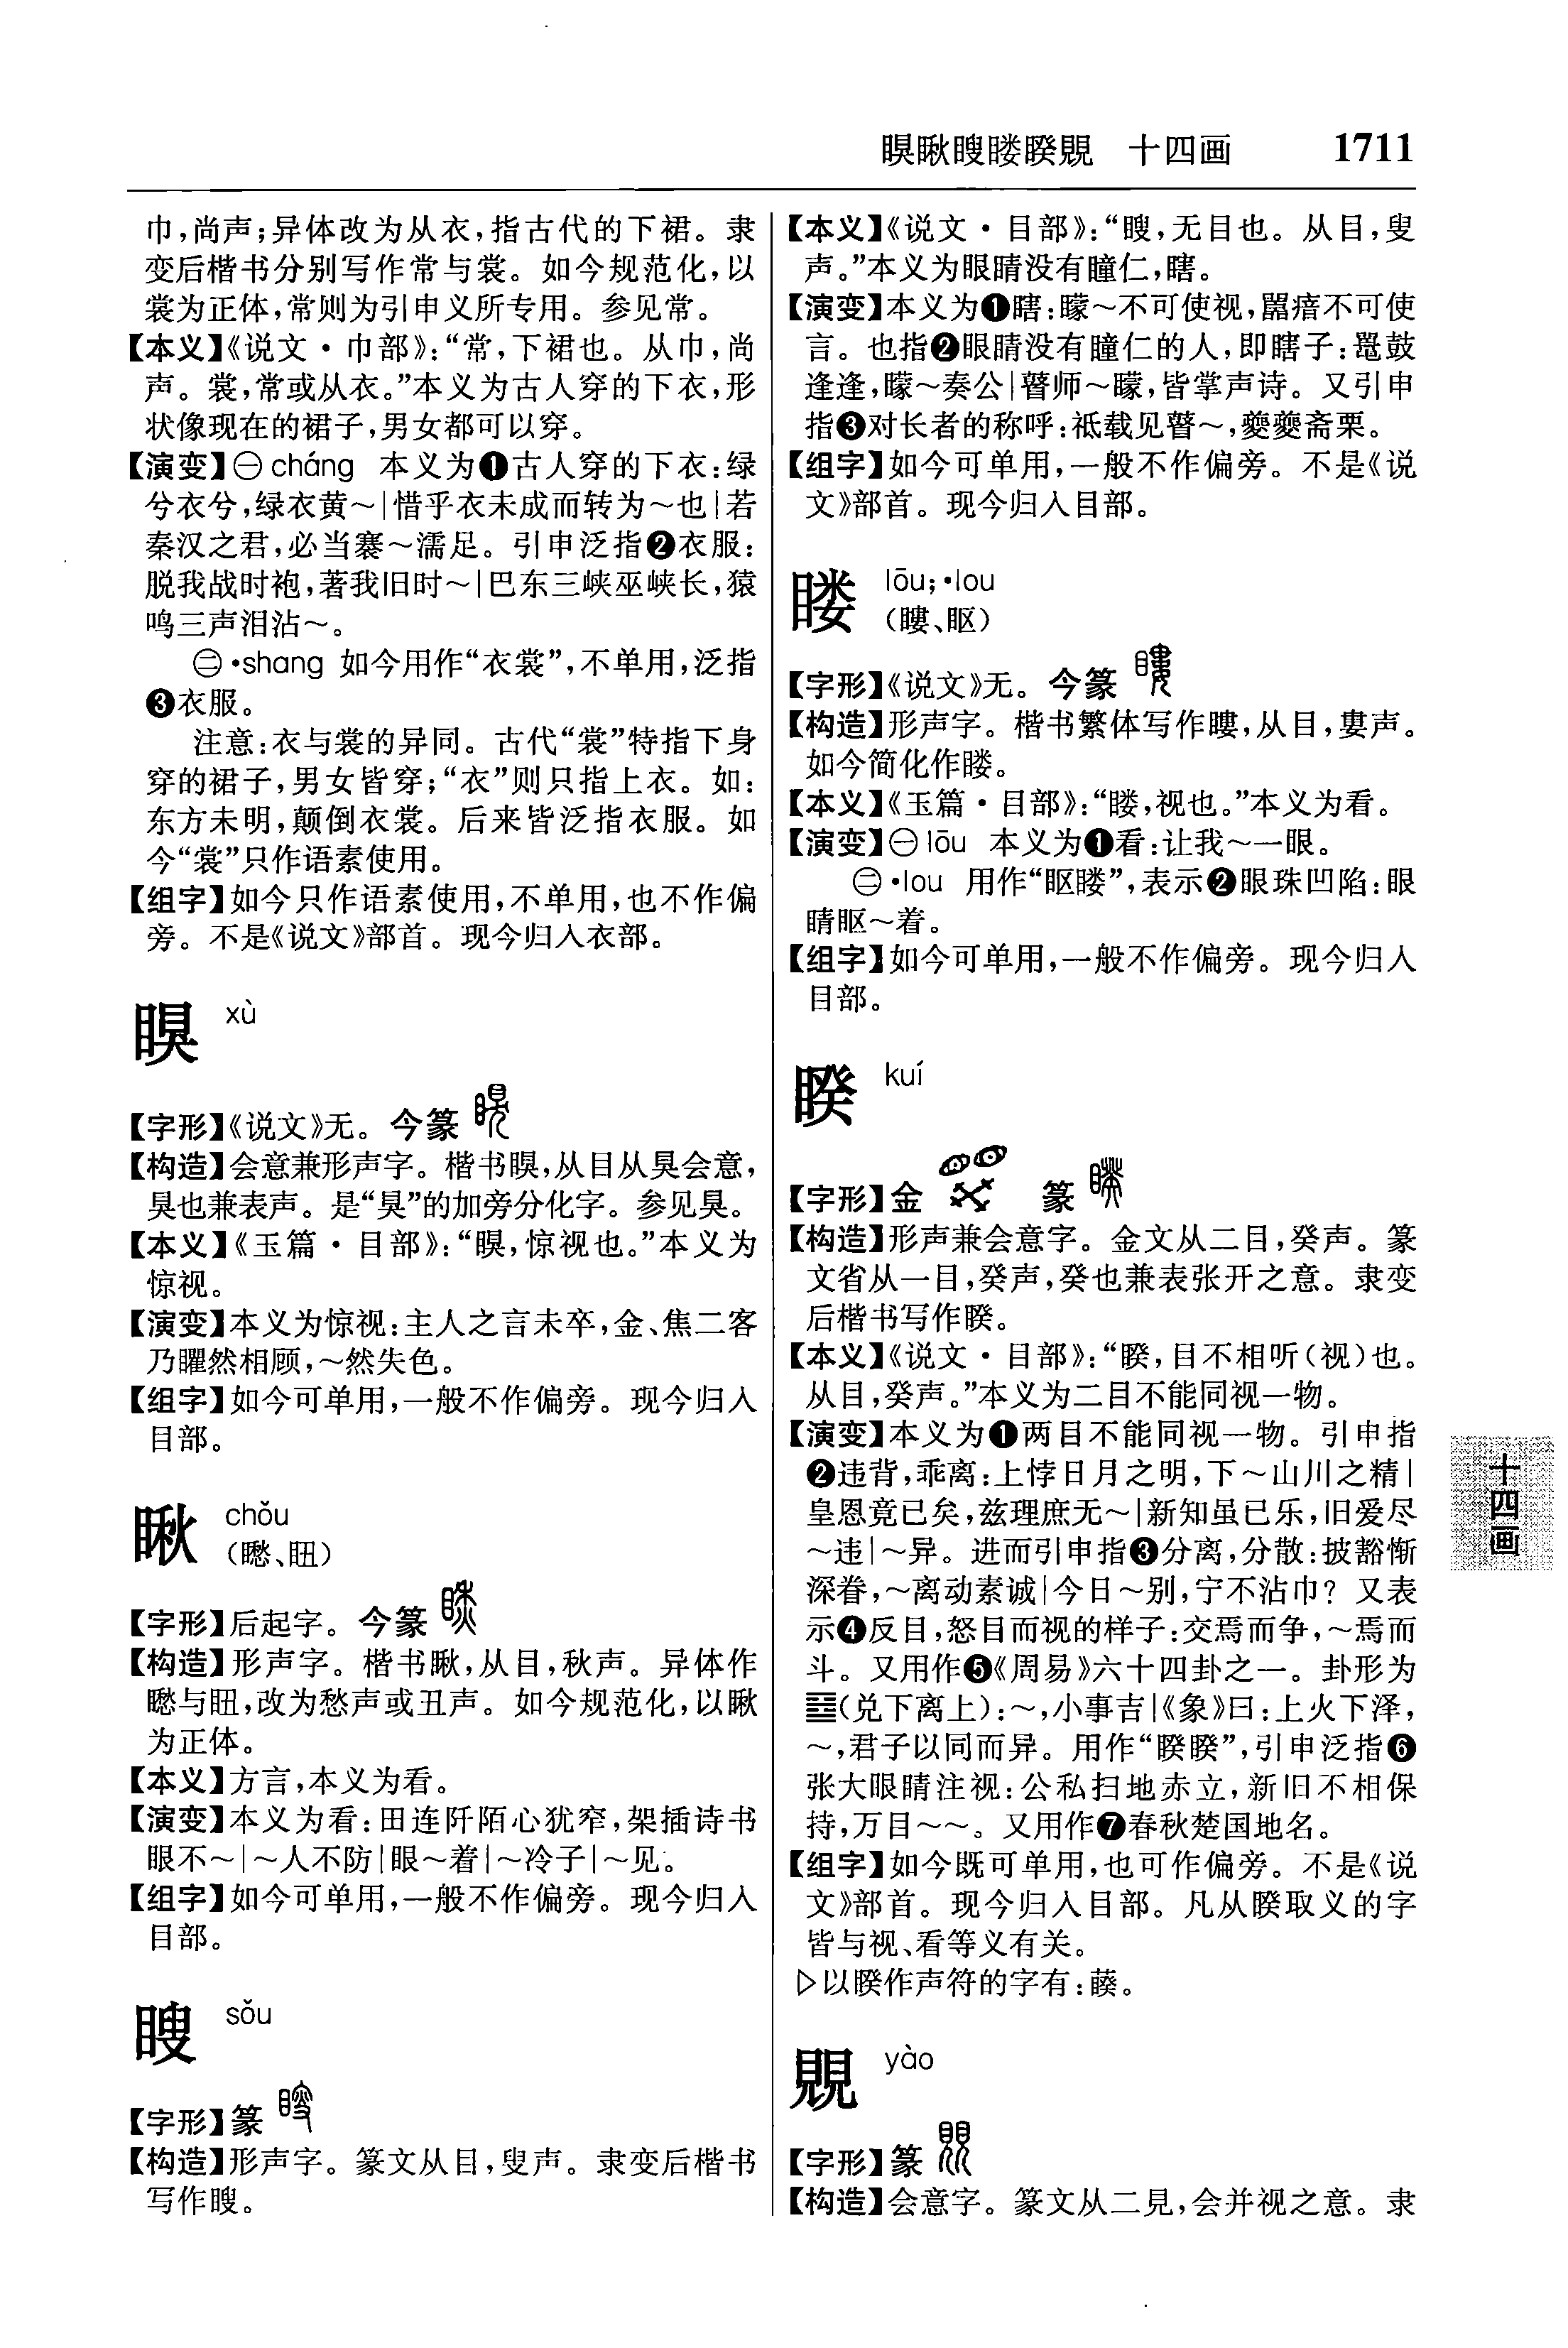 瞁瞅瞍䁖睽覞 十四画 1711
巾,尚声;异体改为从衣,指古代的下裙。隶
变后楷书分别写作常与裳。如今规范化,以
裳为正体,常则为引申义所专用。参见常。
【本义】《说文·巾部》:“常,下裙也。从巾,尚
声。裳,常或从衣。”本义为古人穿的下衣,形
状像现在的裙子,男女都可以穿。
【演变】㊀cháng 本义为❶古人穿的下衣:绿
兮衣兮,绿衣黄~|惜乎衣未成而转为~也|若
秦汉之君,必当褰~濡足。引申泛指❷衣服:
脱我战时袍,著我旧时~|巴东三峡巫峡长,猿
鸣三声泪沾~。
㊁·shang 如今用作“衣裳”,不单用,泛指
❸衣服。
注意:衣与裳的异同。古代“裳”特指下身
穿的裙子,男女皆穿;“衣”则只指上衣。如:
东方未明,颠倒衣裳。后来皆泛指衣服。如
今“裳”只作语素使用。
【组字】如今只作语素使用,不单用,也不作偏
旁。不是《说文》部首。现今归入衣部。
瞁 xù
【字形】《说文》无。今篆
【构造】会意兼形声字。楷书瞁,从目从狊会意,
狊也兼表声。是“狊”的加旁分化字。参见狊。
【本义】《玉篇·目部》:“瞁,惊视也。”本义为
惊视。
【演变】本义为惊视:主人之言未卒,金、焦二客
乃矍然相顾,~然失色。
【组字】如今可单用,一般不作偏旁。现今归入
目部。
瞅 chǒu
(矁、䀔)
【字形】后起字。今篆
【构造】形声字。楷书瞅,从目,秋声。异体作
矁与䀔,改为愁声或丑声。如今规范化,以瞅
为正体。
【本义】方言,本义为看。
【演变】本义为看:田连阡陌心犹窄,架插诗书
眼不~|~人不防|眼~着|~冷子|~见。
【组字】如今可单用,一般不作偏旁。现今归入
目部。
瞍 sǒu
【字形】篆
【构造】形声字。篆文从目,叟声。隶变后楷书
写作瞍。
【本义】《说文·目部》:“瞍,无目也。从目,叟
声。”本义为眼睛没有瞳仁,瞎。
【演变】本义为❶瞎:矇~不可使视,嚚瘖不可使
言。也指❷眼睛没有瞳仁的人,即瞎子:鼍鼓
逢逢,矇~奏公|瞽师~矇,皆掌声诗。又引申
指❸对长者的称呼:祗载见瞽~,夔夔斋栗。
【组字】如今可单用,一般不作偏旁。不是《说
文》部首。现今归入目部。
䁖 lōu;·lou
(瞜、眍)
【字形】《说文》无。今篆
【构造】形声字。楷书繁体写作瞜,从目,婁声。
如今简化作䁖。
【本义】《玉篇·目部》:“䁖,视也。”本义为看。
【演变】㊀lōu 本义为❶看:让我~一眼。
㊁·lou 用作“眍䁖”,表示❷眼珠凹陷:眼
睛眍~着。
【组字】如今可单用,一般不作偏旁。现今归入
目部。
睽 kuí
【字形】金 篆
【构造】形声兼会意字。金文从二目,癸声。篆
文省从一目,癸声,癸也兼表张开之意。隶变
后楷书写作睽。
【本义】《说文·目部》:“睽,目不相听(视)也。
从目,癸声。”本义为二目不能同视一物。
【演变】本义为❶两目不能同视一物。引申指
❷违背,乖离:上悖日月之明,下~山川之精|
皇恩竟已矣,兹理庶无~|新知虽已乐,旧爱尽
~违|~异。进而引申指❸分离,分散:披豁惭
深眷,~离动素诚|今日~别,宁不沾巾?又表
示❹反目,怒目而视的样子:交焉而争,~焉而
斗。又用作❺《周易》六十四卦之一。卦形为
䷥(兑下离上):~,小事吉|《象》曰:上火下泽,
~,君子以同而异。用作“睽睽”,引申泛指❻
张大眼睛注视:公私扫地赤立,新旧不相保
持,万目~~。又用作❼春秋楚国地名。
【组字】如今既可单用,也可作偏旁。不是《说
文》部首。现今归入目部。凡从睽取义的字
皆与视、看等义有关。
▷以睽作声符的字有:藈。
覞 yào
【字形】篆
【构造】会意字。篆文从二見,会并视之意。隶
十四画